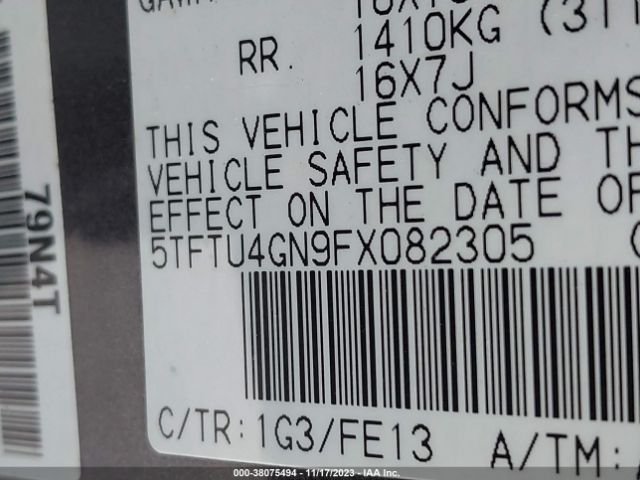 RR. 1410KG (311
16X7J
THIS VEHICLE CONFORMS
VEHICLE SAFETY AND TH
EFFECT ON THE DATE OF
5TFTU4GN9FX082305
C/TR:1G3/FE13 A/TM:
79N4T
000-38075494 - 11/17/2023 - IAA Inc.